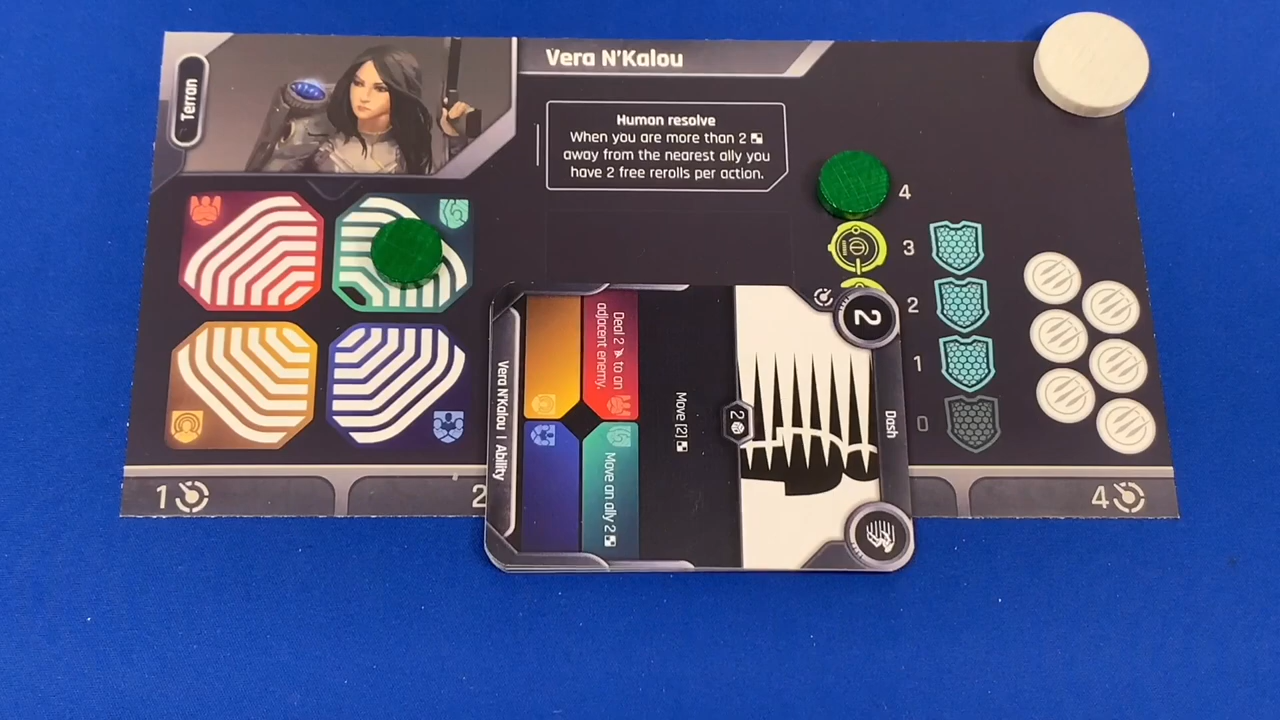 Terran
Vera N'Kalou
Human resolve
When you are more than 2
away from the nearest ally you
have 2 free rerolls per action.
4
3
2
1
0
1
2
4
2
Dash
2
Move [2]
Deal 2 to an
adjacent enemy.
Move an ally 2
Vera N'Kalou | Ability